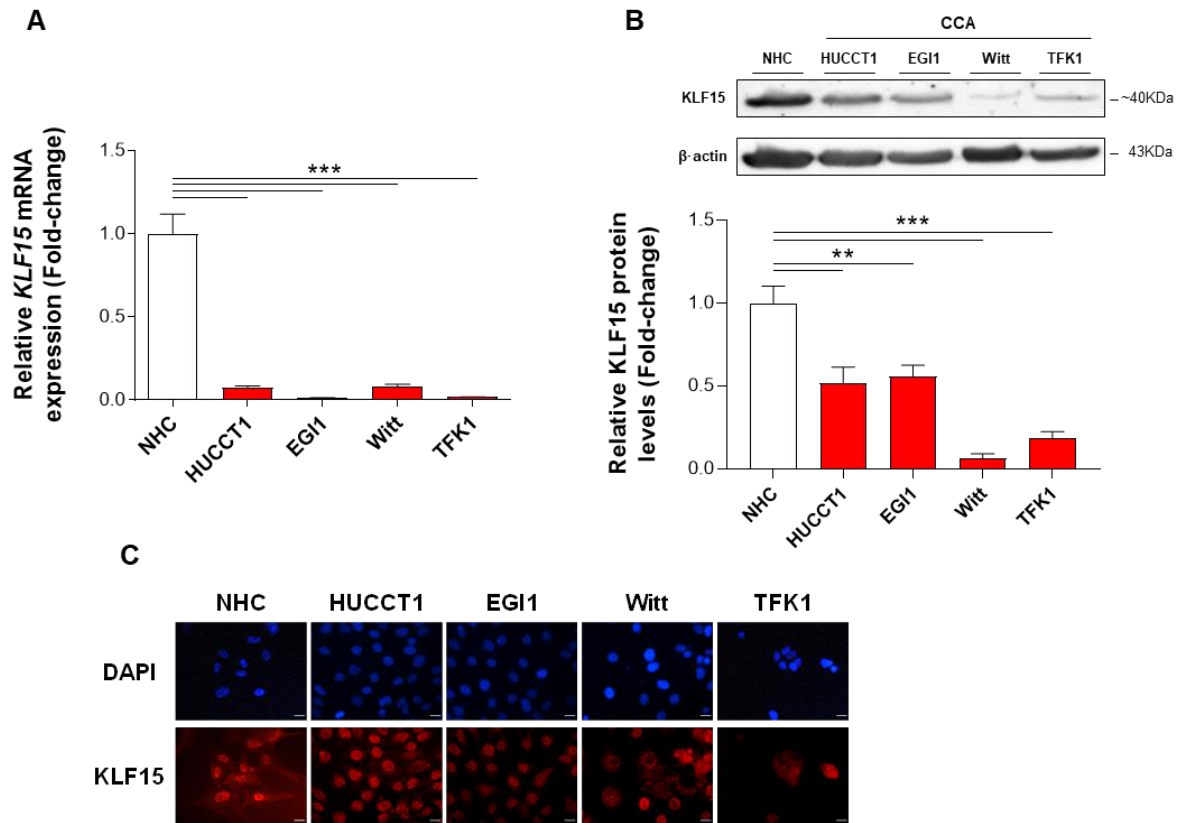 A
Relative KLF15 mRNA
expression (Fold-change)
1.5
1.0
0.5
0.0
***
NHC
HUCCT1
EGI1
Witt
TFK1
B
CCA
NHC HUCCT1 EGI1 Witt TFK1
KLF15
~40KDa
β-actin
43KDa
Relative KLF15 protein
levels (Fold-change)
1.5
1.0
0.5
0.0
***
**
NHC
HUCCT1
EGI1
Witt
TFK1
C
NHC HUCCT1 EGI1 Witt TFK1
DAPI
KLF15